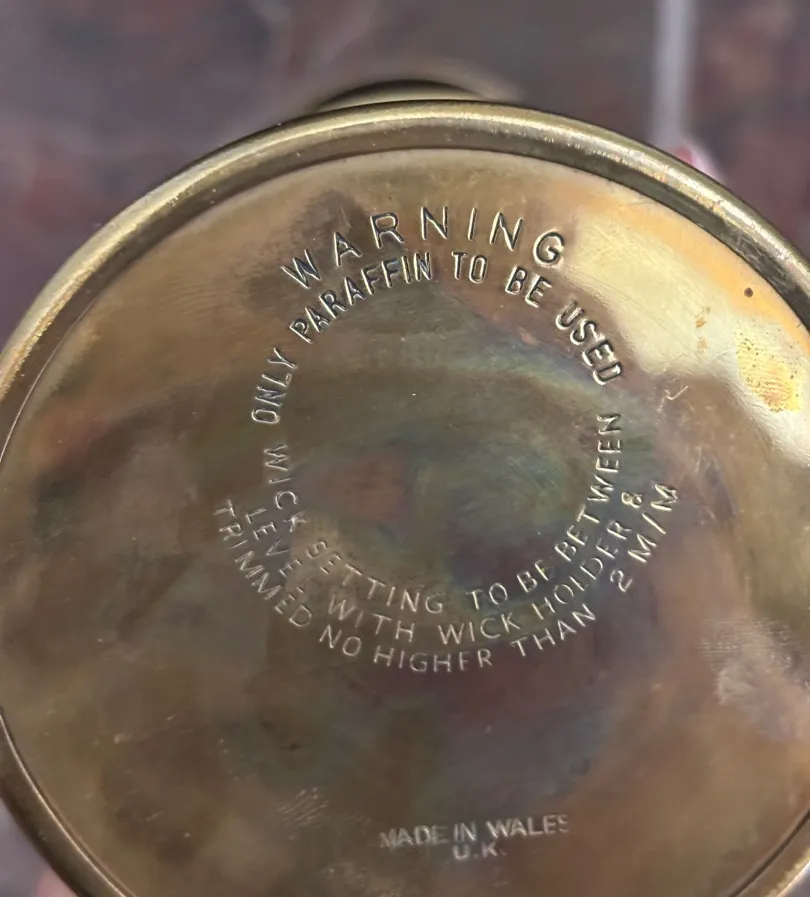 WARNING
ONLY PARAFFIN TO BE USED
WICK SETTING TO BE BETWEEN
LEVEL WITH WICK HOLDER &
TRIMMED NO HIGHER THAN 2 M/M
MADE IN WALES
U.K.